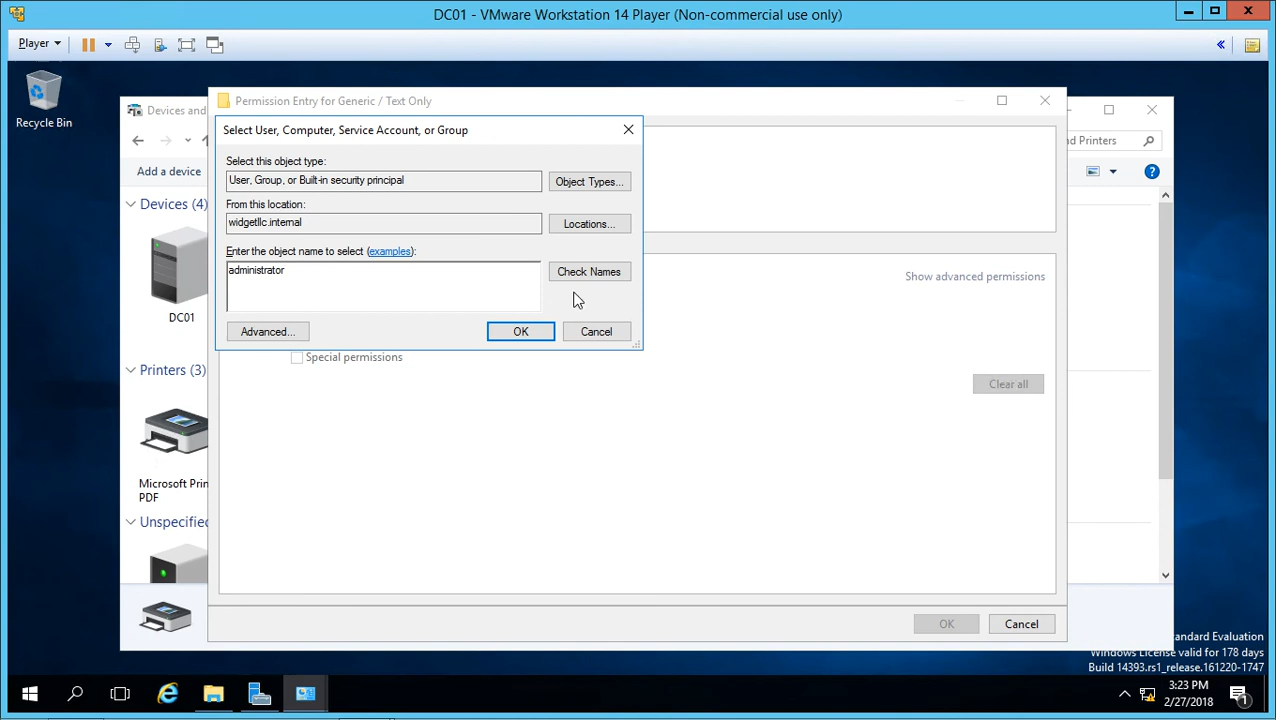 DC01 - VMware Workstation 14 Player (Non-commercial use only)
Player
Recycle Bin
Devices and
Permission Entry for Generic / Text Only
Select User, Computer, Service Account, or Group
Select this object type:
User, Group, or Built-in security principal
Object Types...
From this location:
widgetllc.internal
Locations...
Enter the object name to select (examples):
administrator
Check Names
Advanced...
OK
Cancel
d Printers
Add a device
Devices (4)
DC01
Show advanced permissions
Special permissions
Clear all
Printers (3)
Microsoft Prin
PDF
Unspecified
OK
Cancel
andard Evaluation
Windows License valid for 178 days
Build 14393.rs1_release.161220-1747
3:23 PM
2/27/2018
1